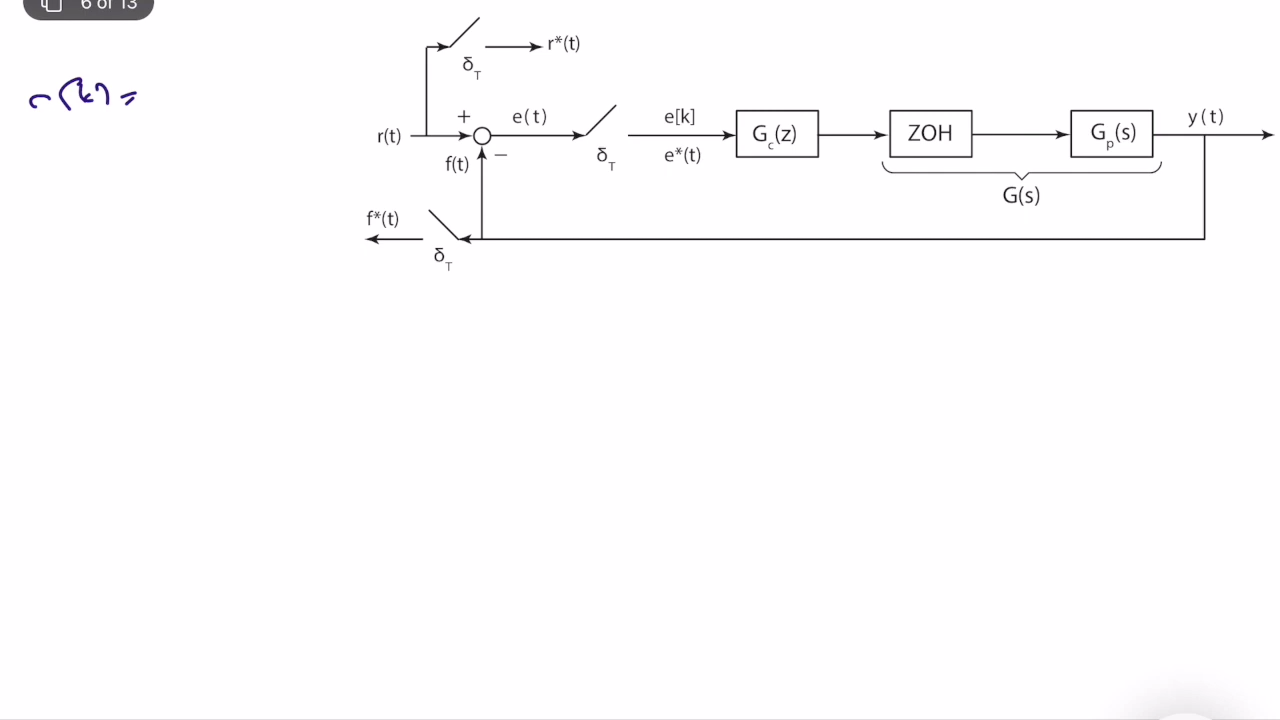 6 of 13
r*(t)
δT
r(k) =
+ e(t) e[k] y(t)
r(t) Gc(z) ZOH Gp(s)
f(t) − δT e*(t)
G(s)
f*(t)
δT